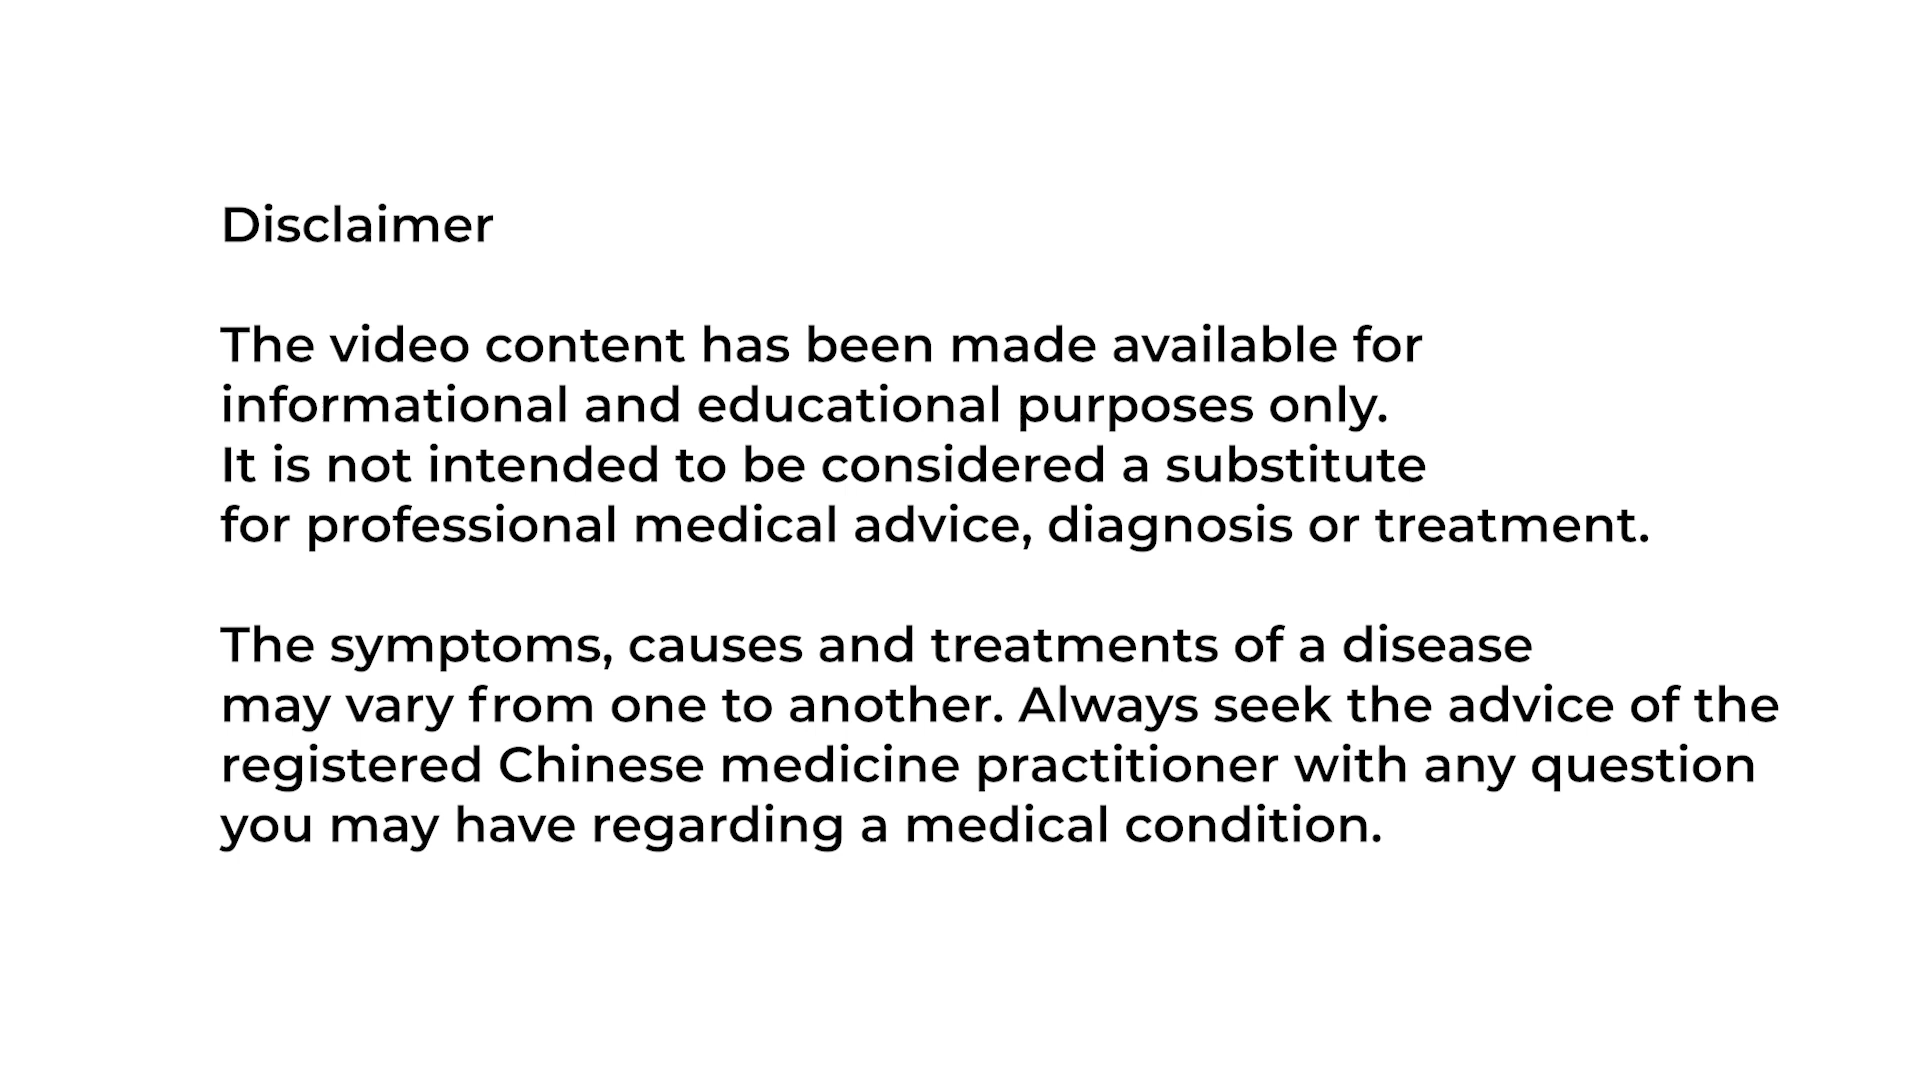 Disclaimer
The video content has been made available for
informational and educational purposes only.
It is not intended to be considered a substitute
for professional medical advice, diagnosis or treatment.
The symptoms, causes and treatments of a disease
may vary from one to another. Always seek the advice of the
registered Chinese medicine practitioner with any question
you may have regarding a medical condition.